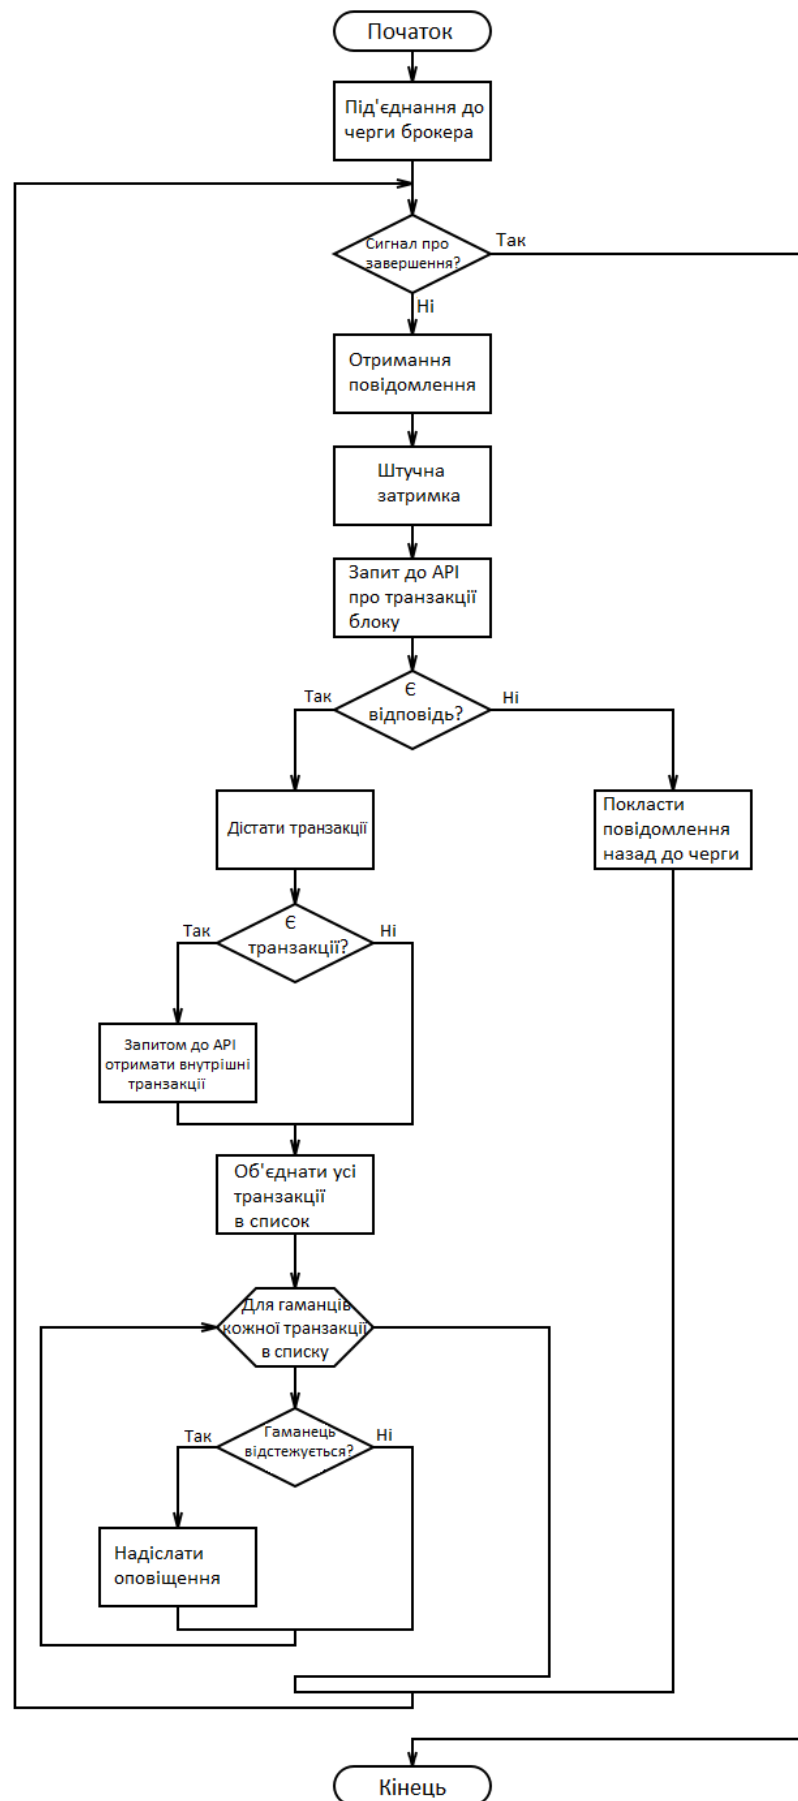 Початок
Під'єднання до
черги брокера
Сигнал про
завершення?
Так
Ні
Отримання
повідомлення
Штучна
затримка
Запит до API
про транзакції
блоку
Є
відповідь?
Так
Ні
Дістати транзакції
Покласти
повідомлення
назад до черги
Є
транзакції?
Так
Ні
Запитом до API
отримати внутрішні
транзакції
Об'єднати усі
транзакції
в список
Для гаманців
кожної транзакції
в списку
Гаманець
відстежується?
Так
Ні
Надіслати
оповіщення
Кінець